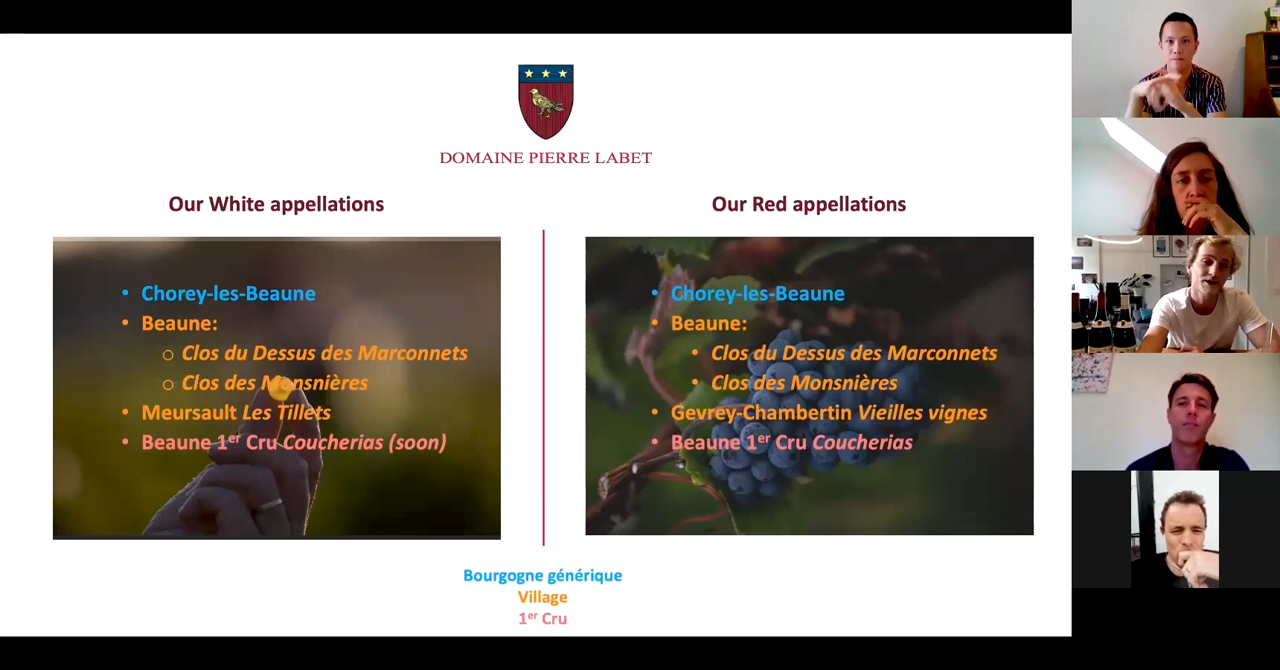 DOMAINE PIERRE LABET
Our White appellations
• Chorey-les-Beaune
• Beaune:
○ Clos du Dessus des Marconnets
○ Clos des Monsnières
• Meursault Les Tillets
• Beaune 1er Cru Coucherias (soon)
Our Red appellations
• Chorey-les-Beaune
• Beaune:
• Clos du Dessus des Marconnets
• Clos des Monsnières
• Gevrey-Chambertin Vieilles vignes
• Beaune 1er Cru Coucherias
Bourgogne générique
Village
1er Cru